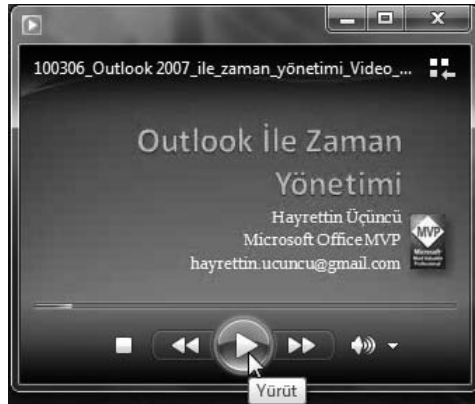 100306_Outlook 2007_ile_zaman_yönetimi_Video_...
Outlook İle Zaman
Yönetimi
Hayrettin Üçüncü
Microsoft Office MVP
hayrettin.ucuncu@gmail.com
MVP
Yürüt